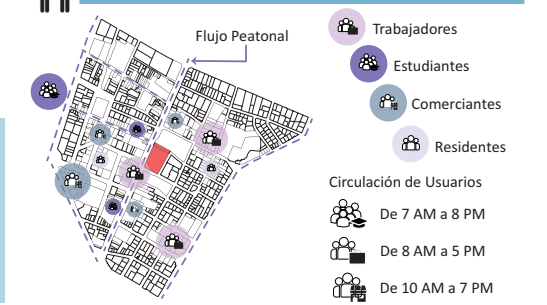 Flujo Peatonal
Trabajadores
Estudiantes
Comerciantes
Residentes
Circulación de Usuarios
De 7 AM a 8 PM
De 8 AM a 5 PM
De 10 AM a 7 PM